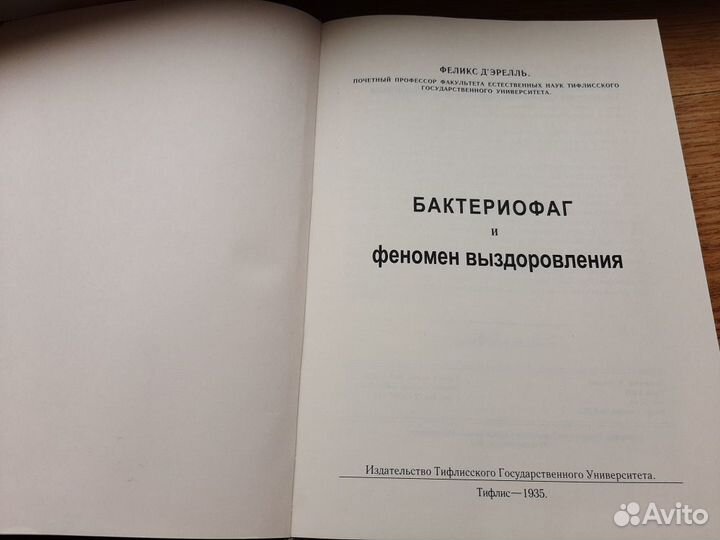 ФЕЛИКС Д'ЭРЕЛЛЬ.
ПОЧЕТНЫЙ ПРОФЕССОР ФАКУЛЬТЕТА ЕСТЕСТВЕННЫХ НАУК ТИФЛИССКОГО
ГОСУДАРСТВЕННОГО УНИВЕРСИТЕТА.
БАКТЕРИОФАГ
и
феномен выздоровления
Издательство Тифлисского Государственного Университета.
Тифлис—1935.
Avito